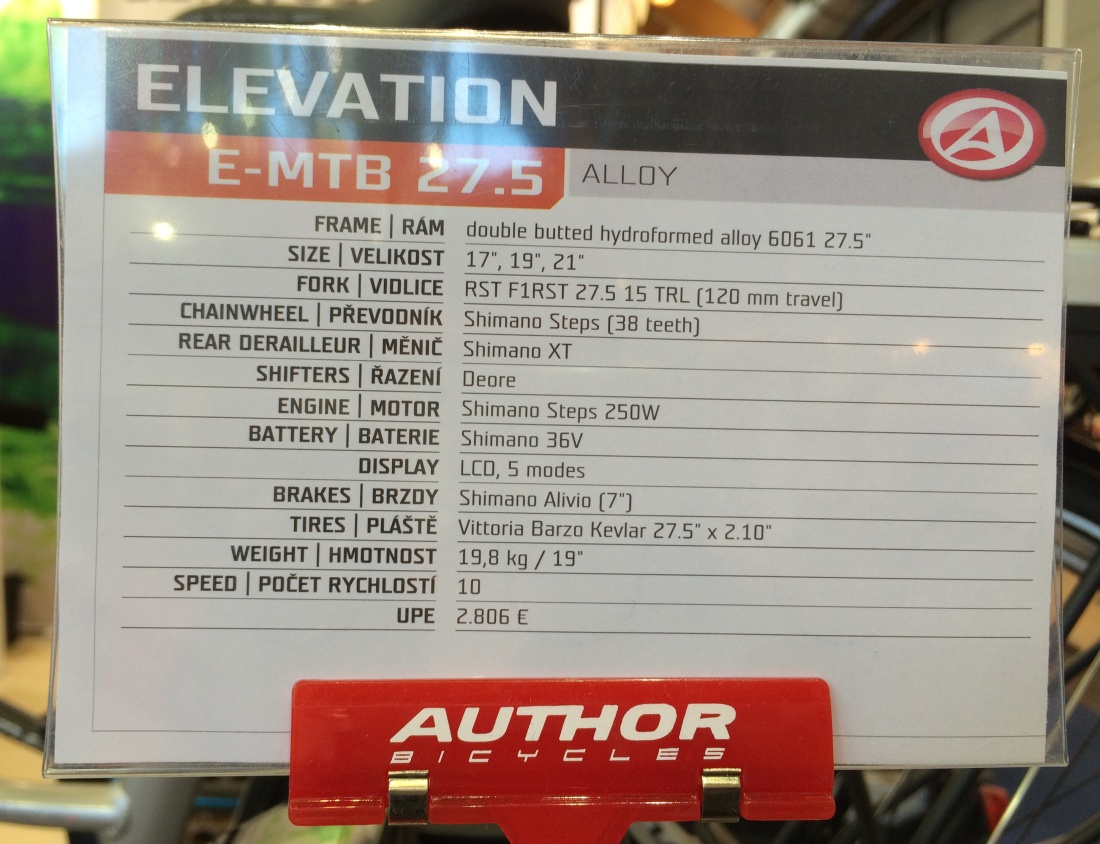 ELEVATION
E-MTB 27.5 ALLOY
FRAME | RÁM double butted hydroformed alloy 6061 27.5"
SIZE | VELIKOST 17", 19", 21"
FORK | VIDLICE RST F1RST 27.5 15 TRL (120 mm travel)
CHAINWHEEL | PŘEVODNÍK Shimano Steps (38 teeth)
REAR DERAILLEUR | MĚNIČ Shimano XT
SHIFTERS | ŘAZENÍ Deore
ENGINE | MOTOR Shimano Steps 250W
BATTERY | BATERIE Shimano 36V
DISPLAY LCD, 5 modes
BRAKES | BRZDY Shimano Alivio (7")
TIRES | PLÁŠTĚ Vittoria Barzo Kevlar 27.5" x 2.10"
WEIGHT | HMOTNOST 19,8 kg / 19"
SPEED | POČET RYCHLOSTÍ 10
UPE 2.806 €
AUTHOR
BICYCLES